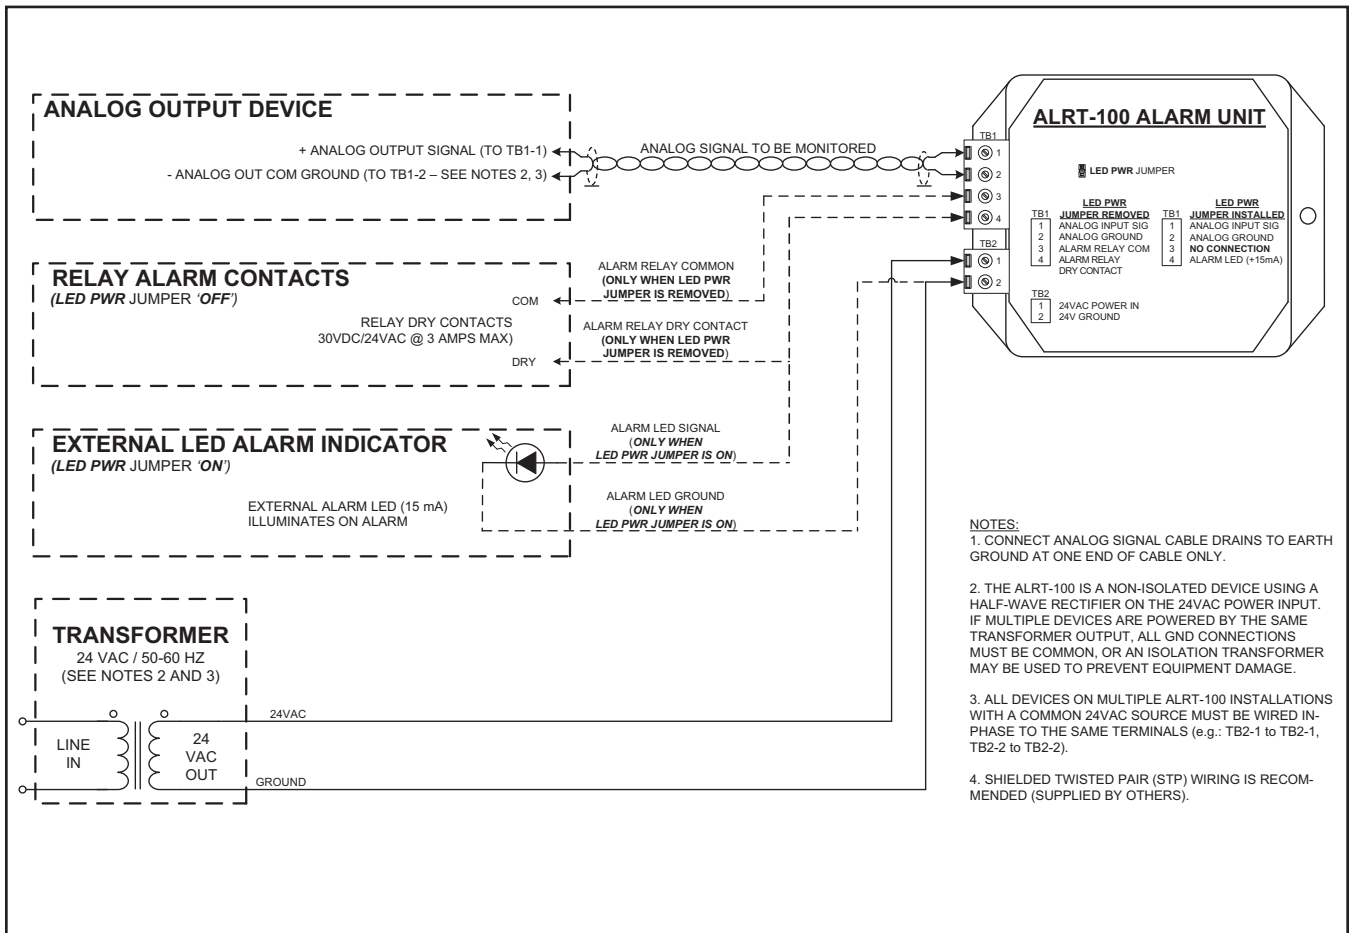 ANALOG OUTPUT DEVICE
+ ANALOG OUTPUT SIGNAL (TO TB1-1)
- ANALOG OUT COM GROUND (TO TB1-2 – SEE NOTES 2, 3)
ANALOG SIGNAL TO BE MONITORED
RELAY ALARM CONTACTS
(LED PWR JUMPER ‘OFF’)
COM
RELAY DRY CONTACTS
30VDC/24VAC @ 3 AMPS MAX)
DRY
ALARM RELAY COMMON
(ONLY WHEN LED PWR
JUMPER IS REMOVED)
ALARM RELAY DRY CONTACT
(ONLY WHEN LED PWR
JUMPER IS REMOVED)
EXTERNAL LED ALARM INDICATOR
(LED PWR JUMPER ‘ON’)
EXTERNAL ALARM LED (15 mA)
ILLUMINATES ON ALARM
ALARM LED SIGNAL
(ONLY WHEN
LED PWR JUMPER IS ON)
ALARM LED GROUND
(ONLY WHEN
LED PWR JUMPER IS ON)
TRANSFORMER
24 VAC / 50-60 HZ
(SEE NOTES 2 AND 3)
LINE
IN
24
VAC
OUT
24VAC
GROUND
ALRT-100 ALARM UNIT
TB1
1
2
3
4
TB2
1
2
LED PWR JUMPER
LED PWR
TB1 JUMPER REMOVED
1 ANALOG INPUT SIG
2 ANALOG GROUND
3 ALARM RELAY COM
4 ALARM RELAY
DRY CONTACT
LED PWR
TB1 JUMPER INSTALLED
1 ANALOG INPUT SIG
2 ANALOG GROUND
3 NO CONNECTION
4 ALARM LED (+15mA)
TB2
1 24VAC POWER IN
2 24V GROUND
NOTES:
1. CONNECT ANALOG SIGNAL CABLE DRAINS TO EARTH
GROUND AT ONE END OF CABLE ONLY.
2. THE ALRT-100 IS A NON-ISOLATED DEVICE USING A
HALF-WAVE RECTIFIER ON THE 24VAC POWER INPUT.
IF MULTIPLE DEVICES ARE POWERED BY THE SAME
TRANSFORMER OUTPUT, ALL GND CONNECTIONS
MUST BE COMMON, OR AN ISOLATION TRANSFORMER
MAY BE USED TO PREVENT EQUIPMENT DAMAGE.
3. ALL DEVICES ON MULTIPLE ALRT-100 INSTALLATIONS
WITH A COMMON 24VAC SOURCE MUST BE WIRED IN-
PHASE TO THE SAME TERMINALS (e.g.: TB2-1 to TB2-1,
TB2-2 to TB2-2).
4. SHIELDED TWISTED PAIR (STP) WIRING IS RECOM-
MENDED (SUPPLIED BY OTHERS).